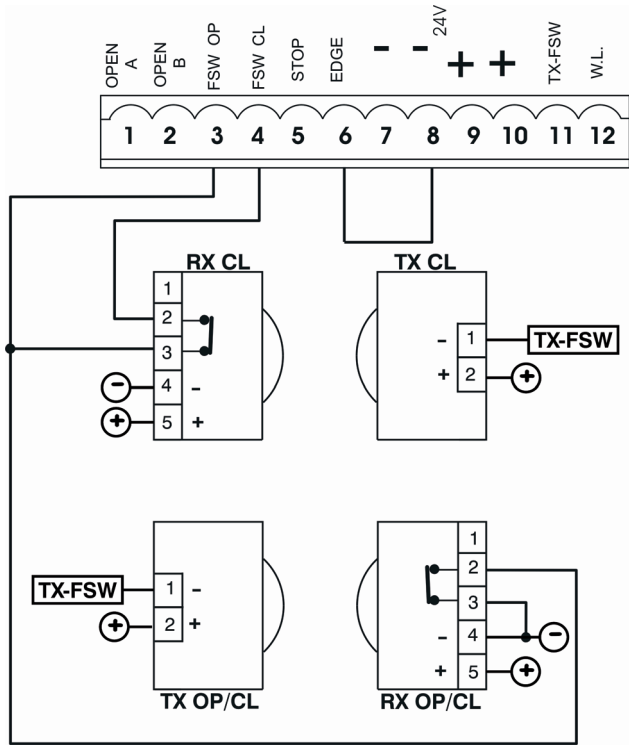 OPEN A
OPEN B
FSW OP
FSW CL
STOP
EDGE
- - 24V
+ +
TX-FSW
W.L.
1 2 3 4 5 6 7 8 9 10 11 12
RX CL
1
2
3
4 -
5 +
- +
TX CL
- 1
+ 2
TX-FSW
+
TX-FSW
1 -
2 +
+
TX OP/CL
1
2
3
- 4
+ 5
- +
RX OP/CL